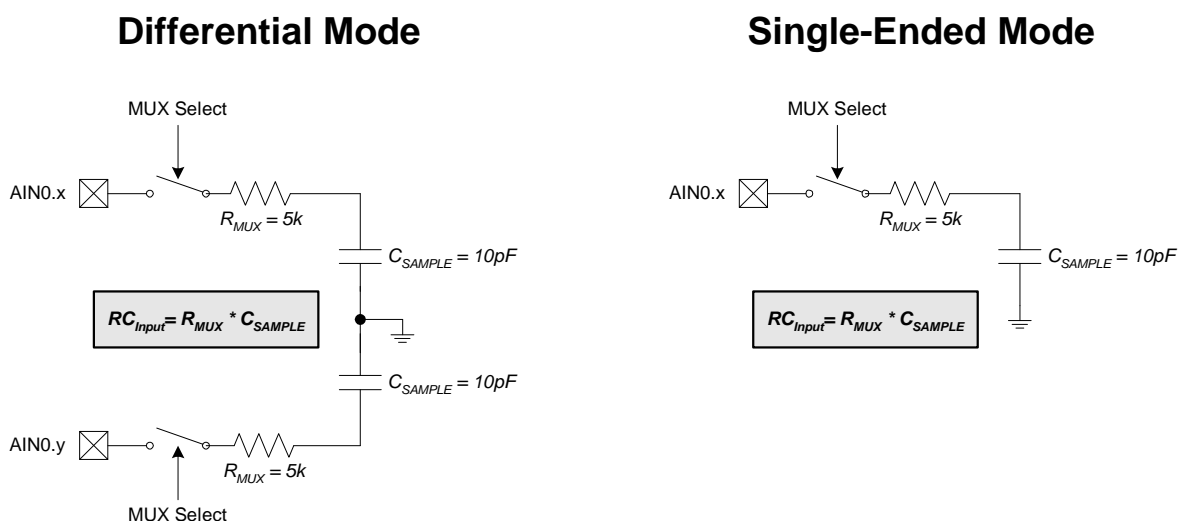 Differential Mode
MUX Select
AIN0.x
R_MUX = 5k
C_SAMPLE = 10pF
RC_Input= R_MUX * C_SAMPLE
C_SAMPLE = 10pF
AIN0.y
R_MUX = 5k
MUX Select
Single-Ended Mode
MUX Select
AIN0.x
R_MUX = 5k
C_SAMPLE = 10pF
RC_Input= R_MUX * C_SAMPLE